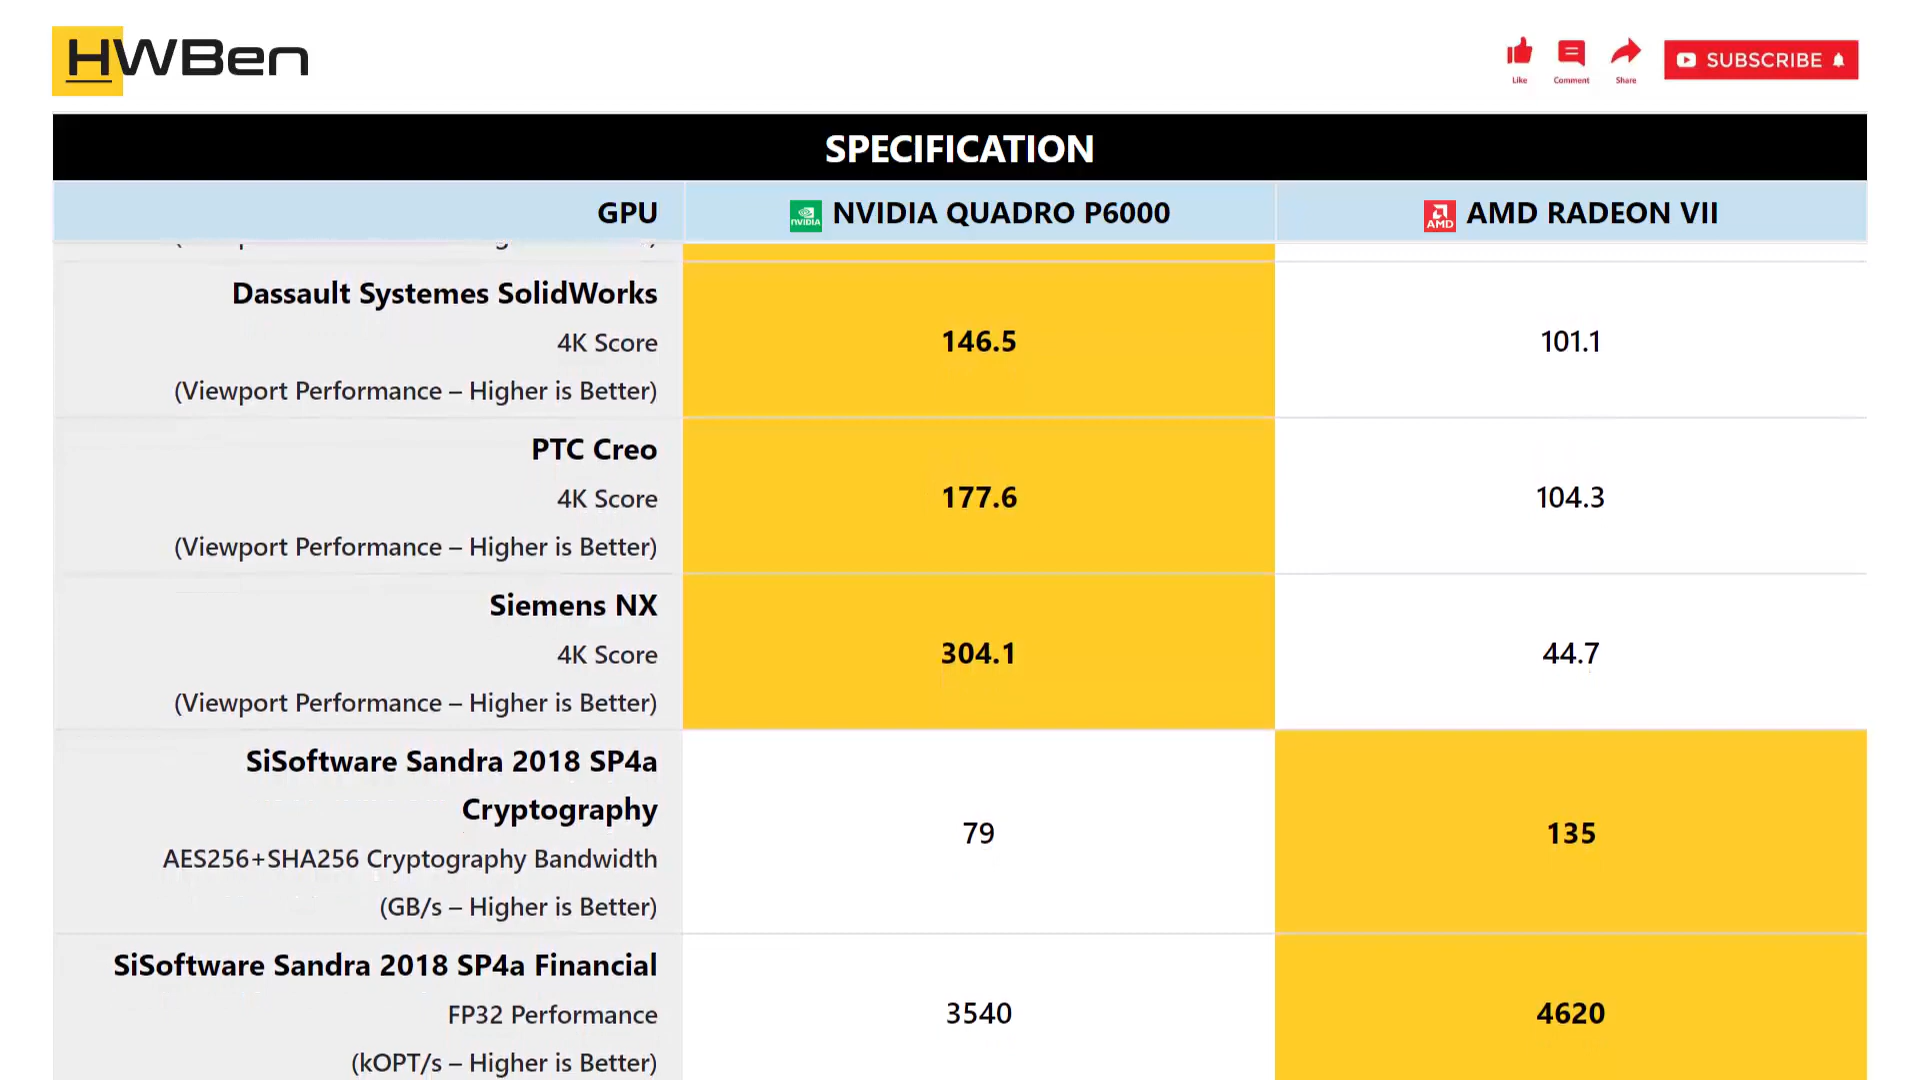 HWBen
Like
Comment
Share
SUBSCRIBE
SPECIFICATION
GPU
NVIDIA
NVIDIA QUADRO P6000
AMD
AMD RADEON VII
Dassault Systemes SolidWorks
4K Score
(Viewport Performance – Higher is Better)
146.5
101.1
PTC Creo
4K Score
(Viewport Performance – Higher is Better)
177.6
104.3
Siemens NX
4K Score
(Viewport Performance – Higher is Better)
304.1
44.7
SiSoftware Sandra 2018 SP4a
Cryptography
AES256+SHA256 Cryptography Bandwidth
(GB/s – Higher is Better)
79
135
SiSoftware Sandra 2018 SP4a Financial
FP32 Performance
(kOPT/s – Higher is Better)
3540
4620